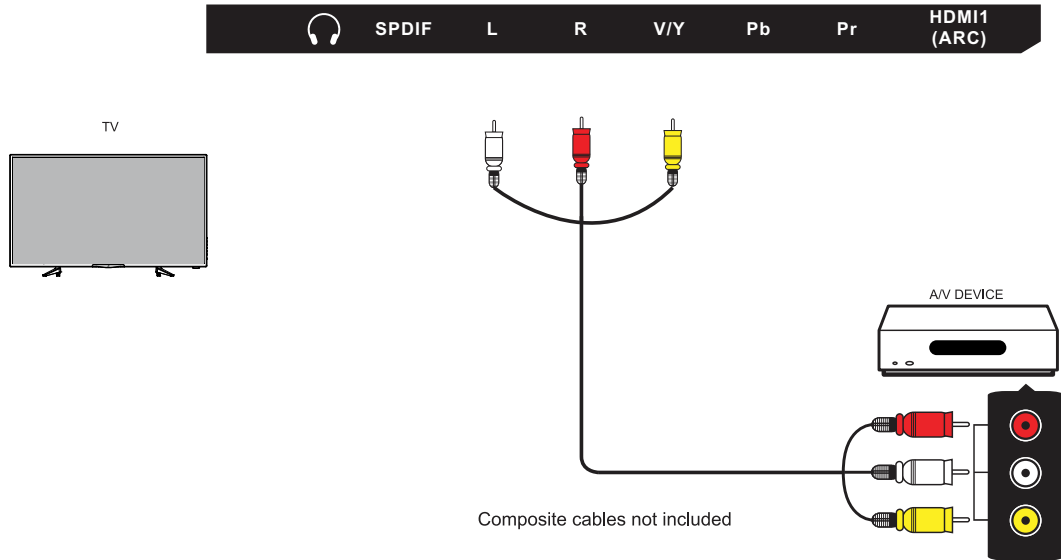 SPDIF L R V/Y Pb Pr HDMI1
(ARC)
TV
A/V DEVICE
Composite cables not included